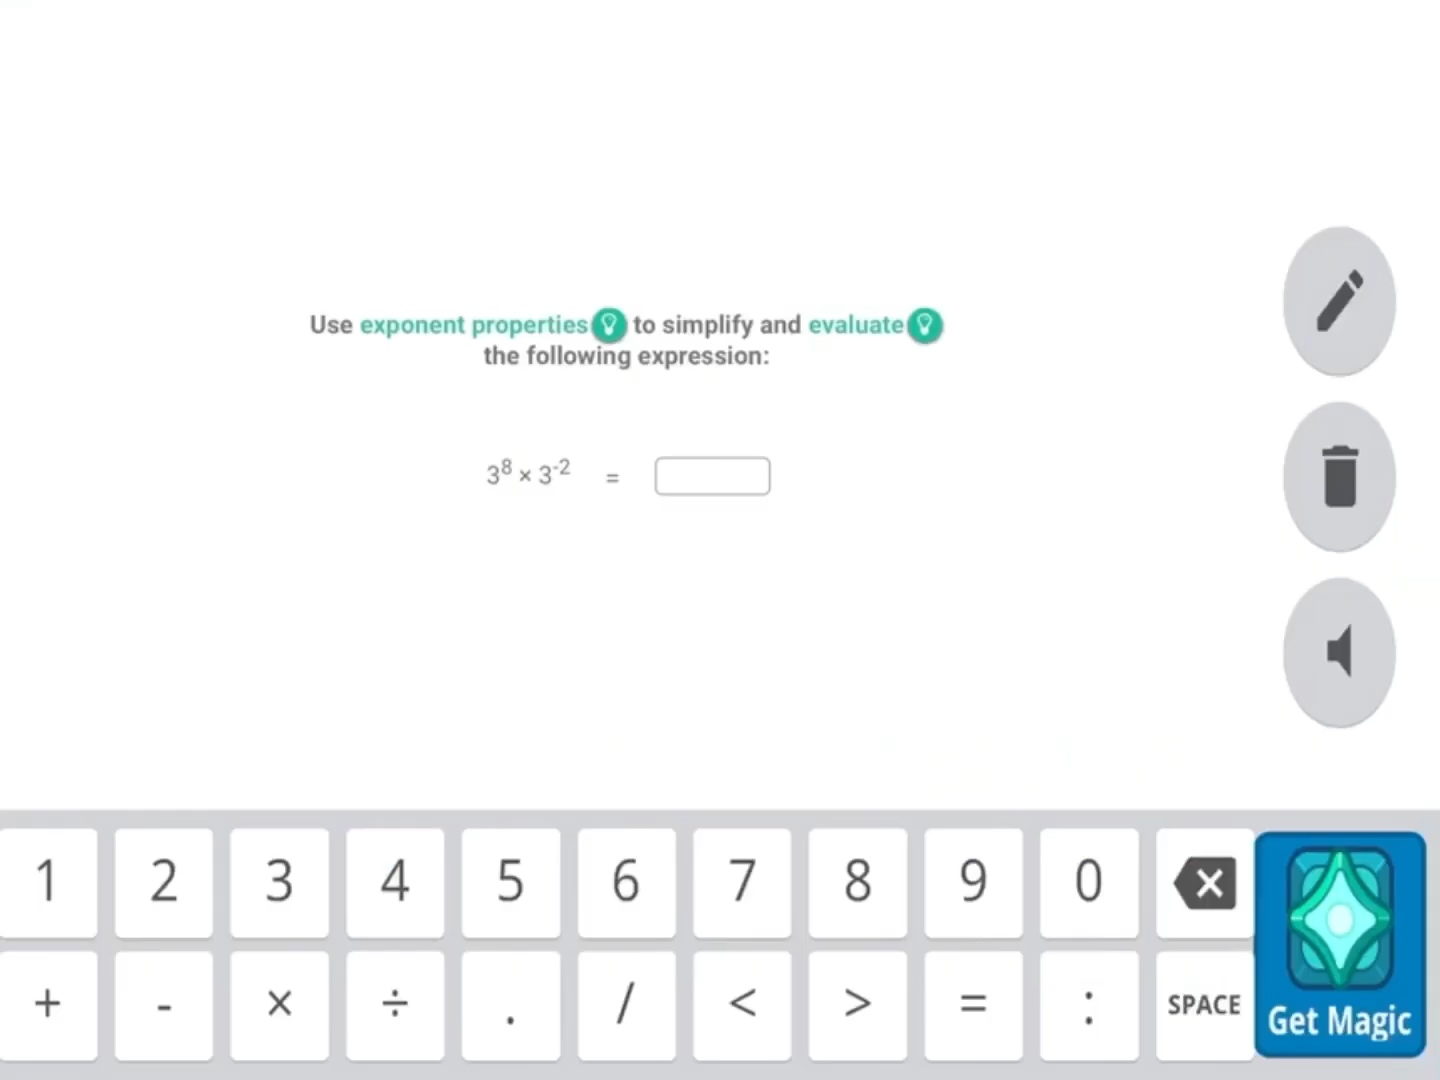 Use exponent properties to simplify and evaluate
the following expression:
3⁸ × 3⁻² =
1 2 3 4 5 6 7 8 9 0
+ - × ÷ . / < > = : SPACE
Get Magic